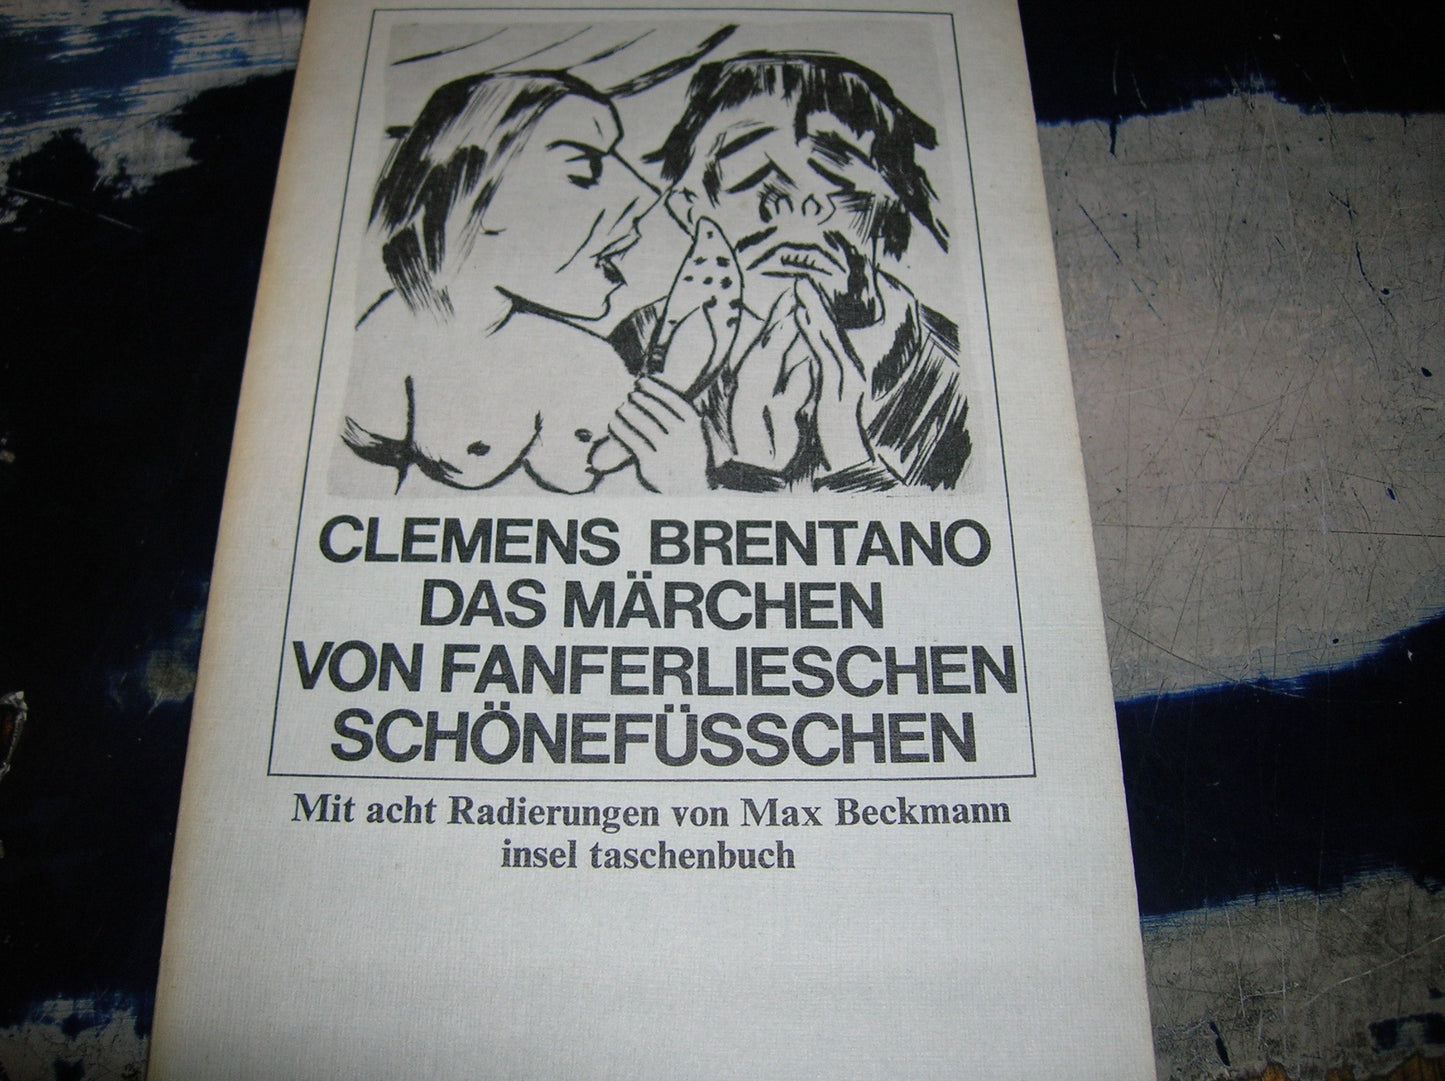 CLEMENS BRENTANO
DAS MÄRCHEN
VON FANFERLIESCHEN
SCHÖNEFÜSSCHEN
Mit acht Radierungen von Max Beckmann
insel taschenbuch